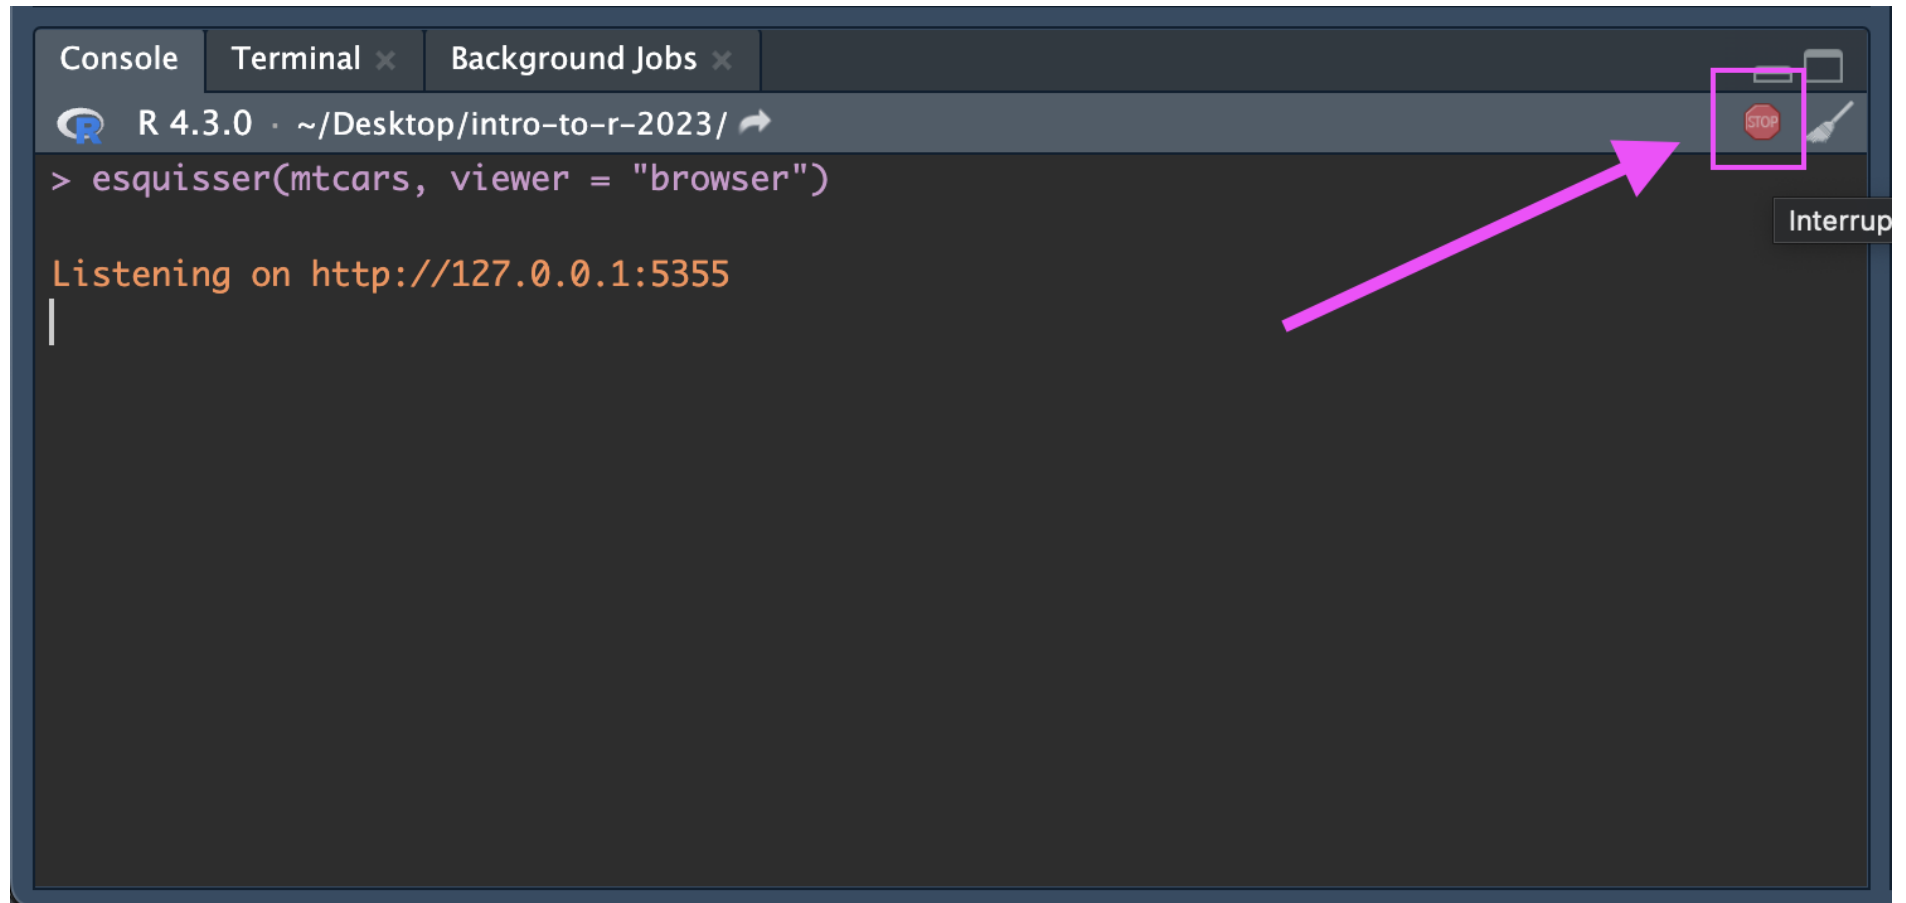 Console Terminal Background Jobs
R 4.3.0 · ~/Desktop/intro-to-r-2023/
STOP
> esquisser(mtcars, viewer = "browser")
Interrup
Listening on http://127.0.0.1:5355